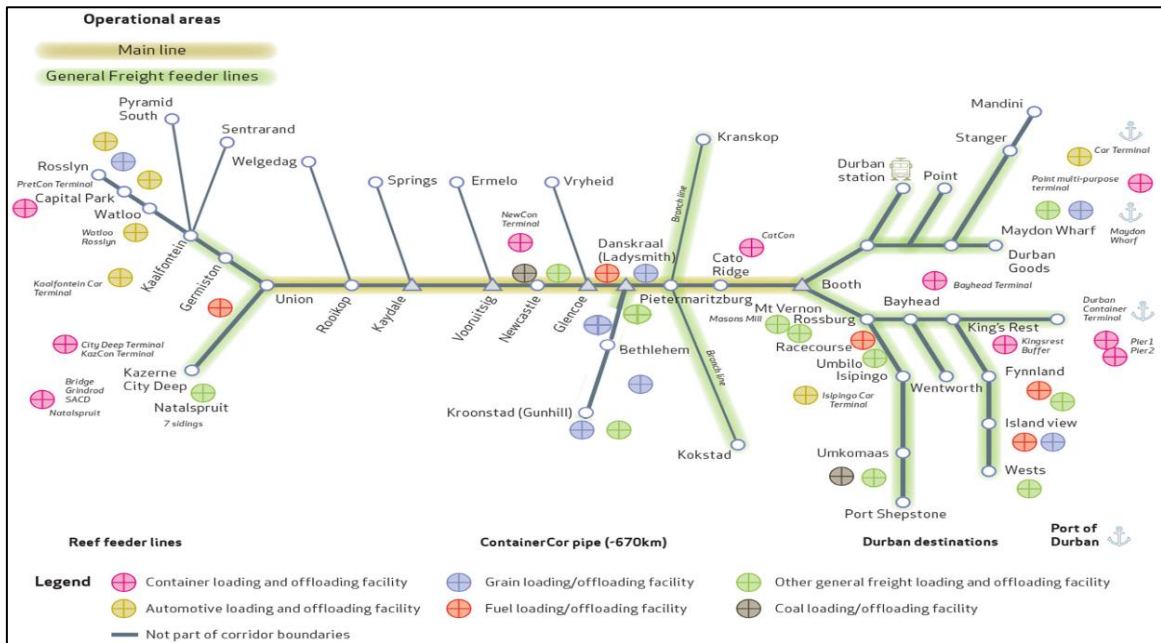 Operational areas
Main line
General Freight feeder lines
Pyramid
South
Sentrarand
Welgedag
Rosslyn
PretCon Terminal
Capital Park
Watloo
Watloo
Rosslyn
Kaalfontein
Kaalfontein Car
Terminal
Germiston
Union
City Deep Terminal
KazCon Terminal
Kazerne
City Deep
Bridge
Grindrod
SACD
Natalspruit
Natalspruit
7 sidings
Rooikop
Springs
Kaydale
Ermelo
Vooruitsig
NewCon
Terminal
Newcastle
Vryheid
Glencoe
Danskraal
(Ladysmith)
Bethlehem
Kroonstad (Gunhill)
Kranskop
Branch line
Pietermaritzburg
Branch line
Kokstad
CatCon
Cato
Ridge
Booth
Durban
station
Point
Stanger
Mandini
Car Terminal
Point multi-purpose
terminal
Maydon Wharf
Maydon
Wharf
Durban
Goods
Bayhead Terminal
Mt Vernon
Masons Mill
Rossburg
Bayhead
King's Rest
Durban
Container
Terminal
Racecourse
Kingsrest
Buffer
Pier1
Pier2
Umbilo
Isipingo
Wentworth
Fynnland
Isipingo Car
Terminal
Island view
Umkomaas
Wests
Port Shepstone
Reef feeder lines
ContainerCor pipe (~670km)
Durban destinations
Port of
Durban
Legend
Container loading and offloading facility
Grain loading/offloading facility
Other general freight loading and offloading facility
Automotive loading and offloading facility
Fuel loading/offloading facility
Coal loading/offloading facility
Not part of corridor boundaries